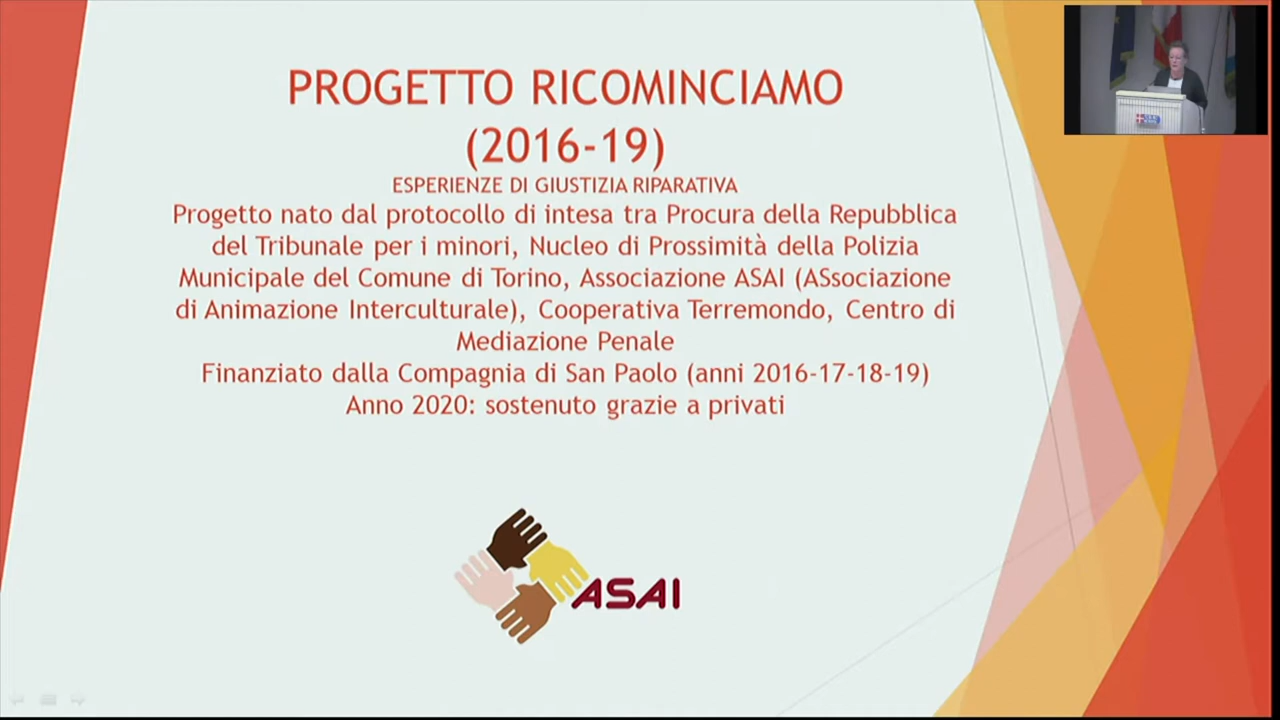 PROGETTO RICOMINCIAMO
(2016-19)
ESPERIENZE DI GIUSTIZIA RIPARATIVA
Progetto nato dal protocollo di intesa tra Procura della Repubblica
del Tribunale per i minori, Nucleo di Prossimità della Polizia
Municipale del Comune di Torino, Associazione ASAI (ASsociazione
di Animazione Interculturale), Cooperativa Terremondo, Centro di
Mediazione Penale
Finanziato dalla Compagnia di San Paolo (anni 2016-17-18-19)
Anno 2020: sostenuto grazie a privati
ASAI